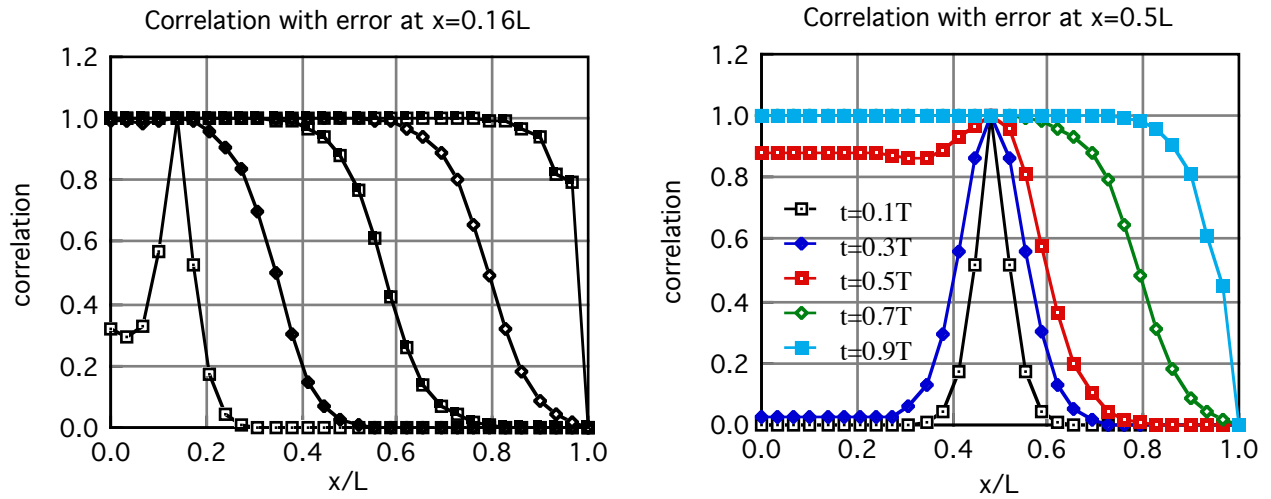 Correlation with error at x=0.16L
1.2
1.0
0.8
0.6
0.4
0.2
0.0
correlation
0.0 0.2 0.4 0.6 0.8 1.0
x/L
Correlation with error at x=0.5L
1.2
1.0
0.8
0.6
0.4
0.2
0.0
correlation
t=0.1T
t=0.3T
t=0.5T
t=0.7T
t=0.9T
0.0 0.2 0.4 0.6 0.8 1.0
x/L